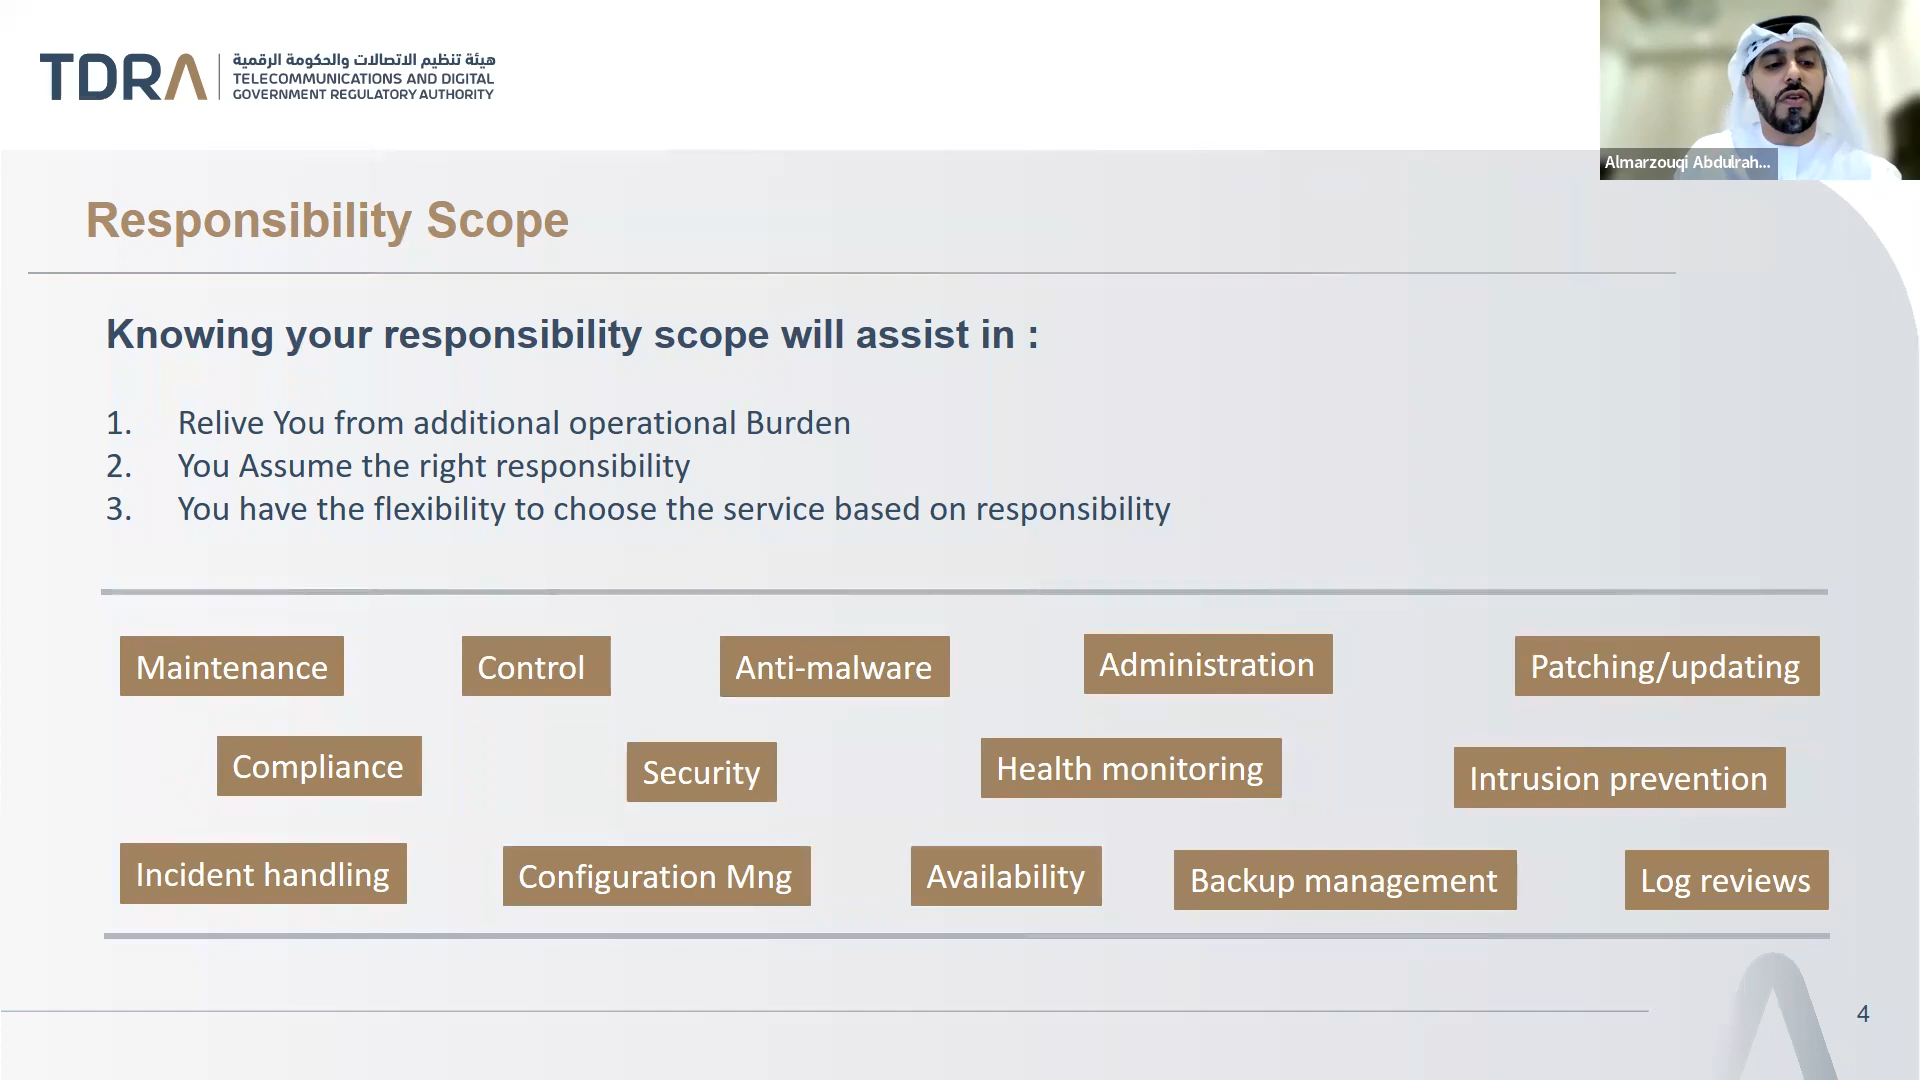 TDRA
هيئة تنظيم الاتصالات والحكومة الرقمية
TELECOMMUNICATIONS AND DIGITAL
GOVERNMENT REGULATORY AUTHORITY
Almarzouqi Abdulrah...
Responsibility Scope
Knowing your responsibility scope will assist in :
1. Relive You from additional operational Burden
2. You Assume the right responsibility
3. You have the flexibility to choose the service based on responsibility
Maintenance Control Anti-malware Administration Patching/updating
Compliance Security Health monitoring Intrusion prevention
Incident handling Configuration Mng Availability Backup management Log reviews
4